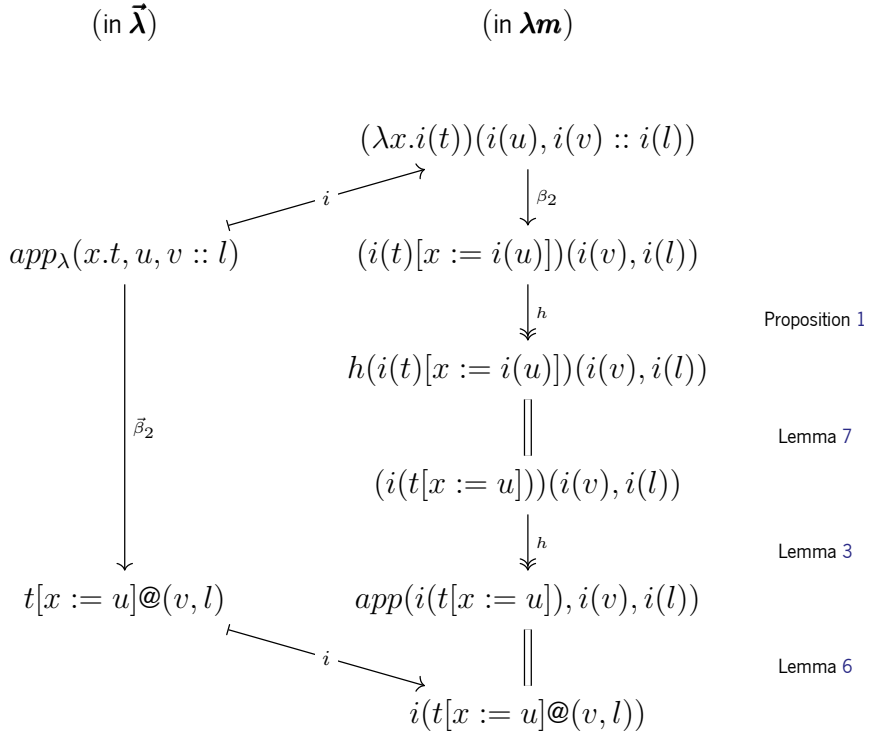 (in λ⃗) (in λm)
(λx.i(t))(i(u), i(v) :: i(l))
i β₂
app_λ(x.t, u, v :: l) (i(t)[x := i(u)])(i(v), i(l))
h Proposition 1
h(i(t)[x := i(u)])(i(v), i(l))
β⃗₂ Lemma 7
(i(t[x := u]))(i(v), i(l))
h Lemma 3
t[x := u]@(v, l) app(i(t[x := u]), i(v), i(l))
i Lemma 6
i(t[x := u]@(v, l))